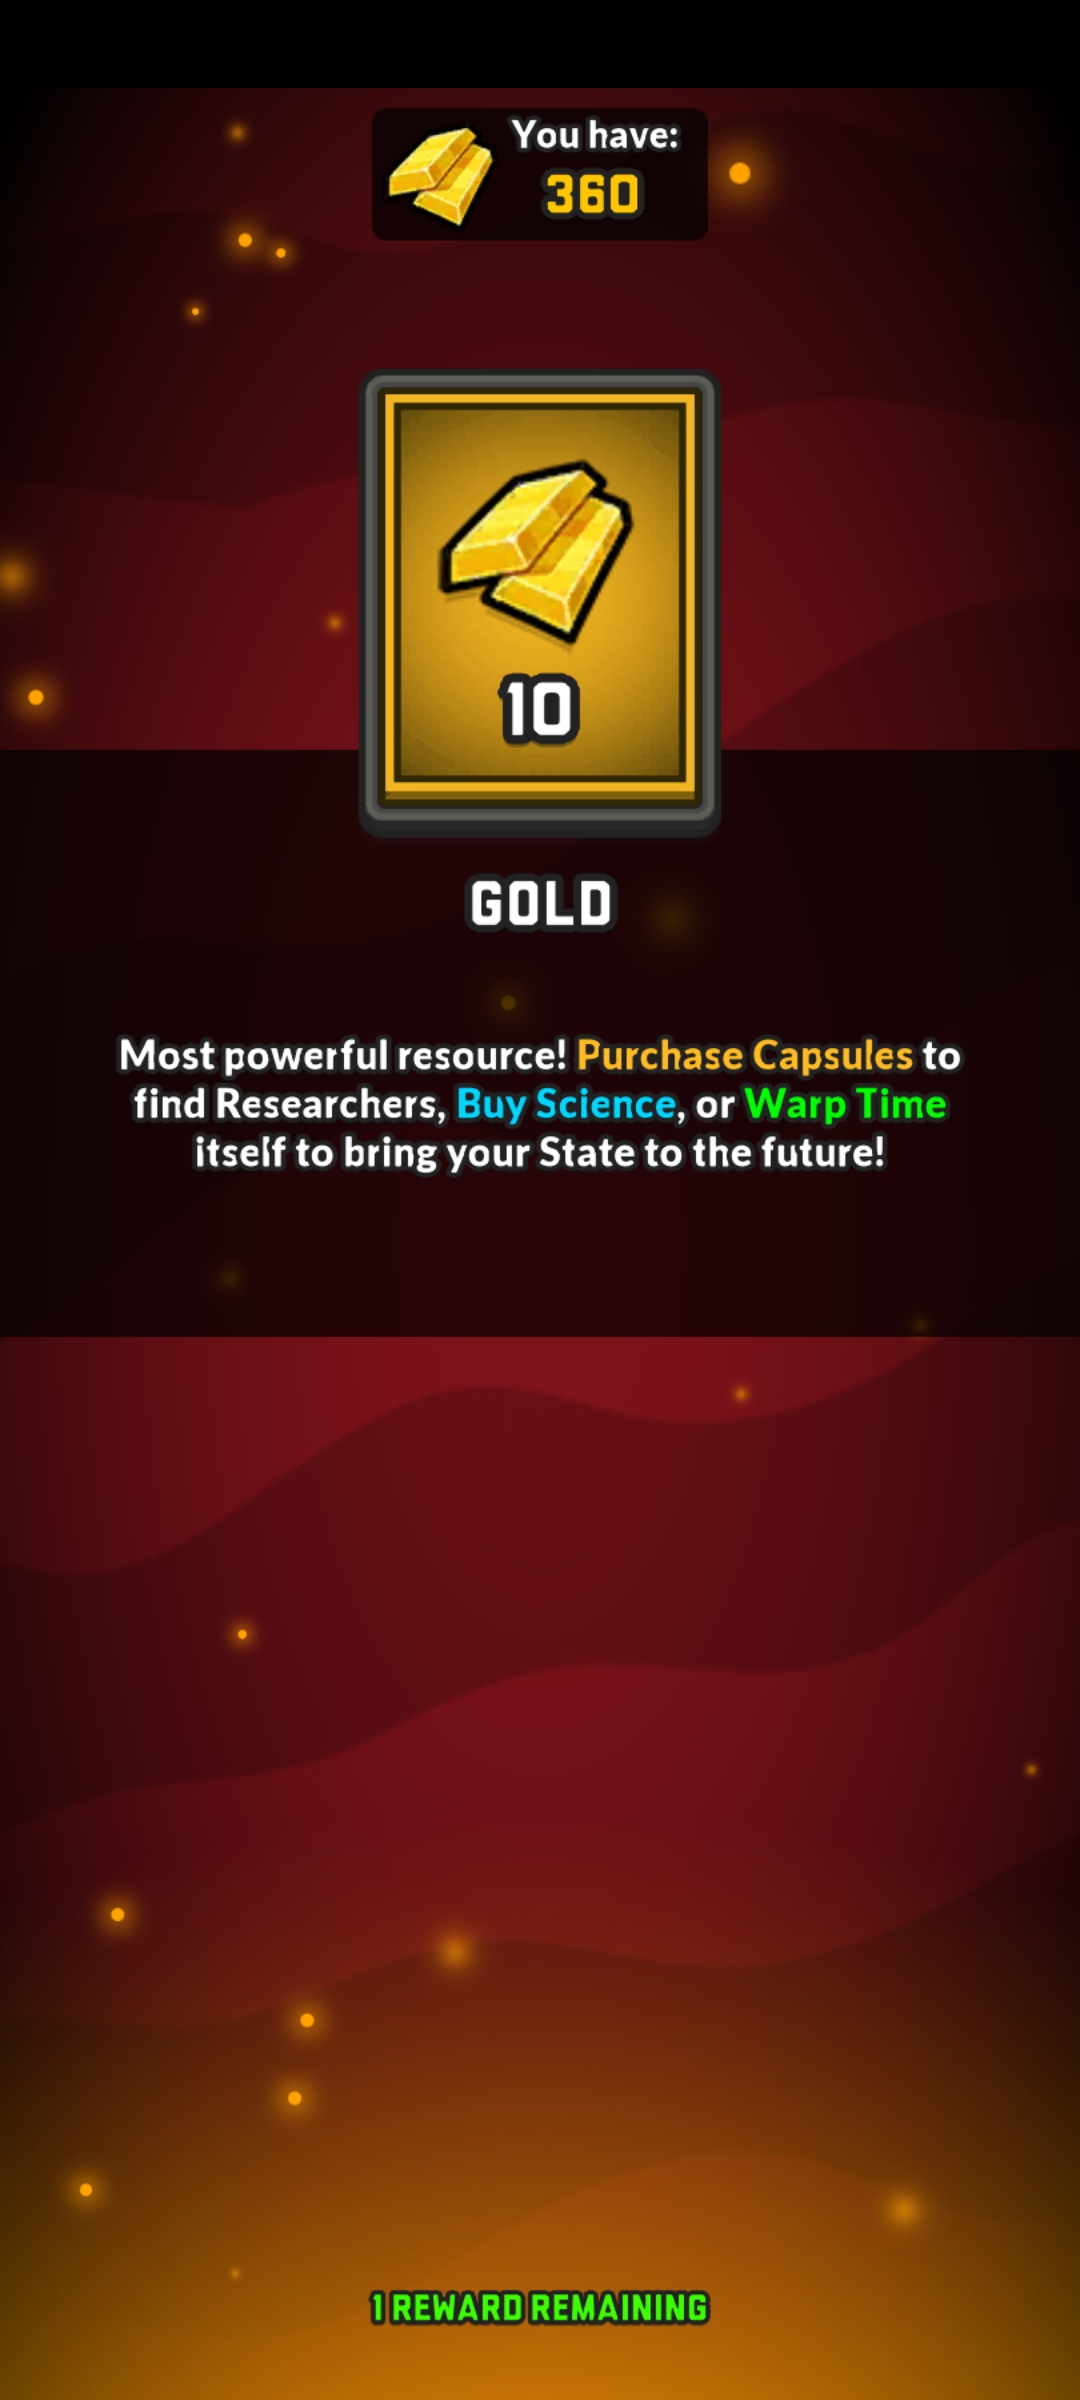 You have:
360
10
GOLD
Most powerful resource! Purchase Capsules to
find Researchers, Buy Science, or Warp Time
itself to bring your State to the future!
1 REWARD REMAINING